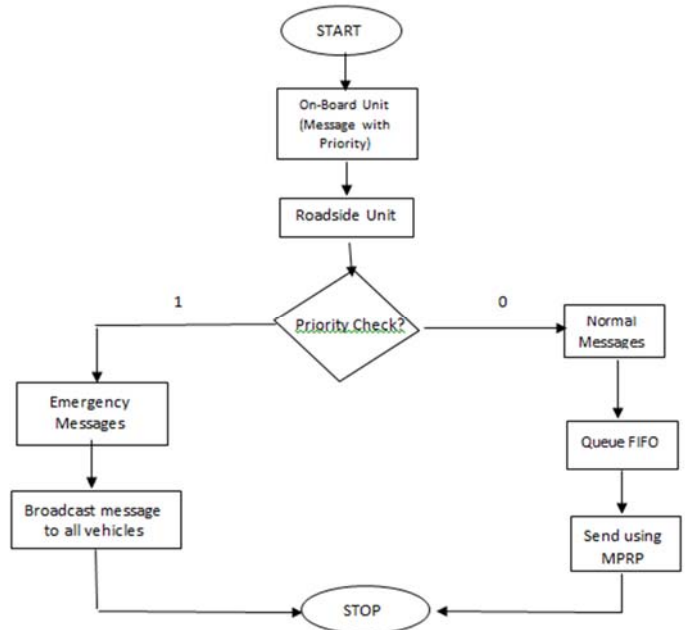 START
On-Board Unit
(Message with
Priority)
Roadside Unit
1
0
Priority Check?
Normal
Messages
Emergency
Messages
Queue FIFO
Broadcast message
to all vehicles
Send using
MPRP
STOP